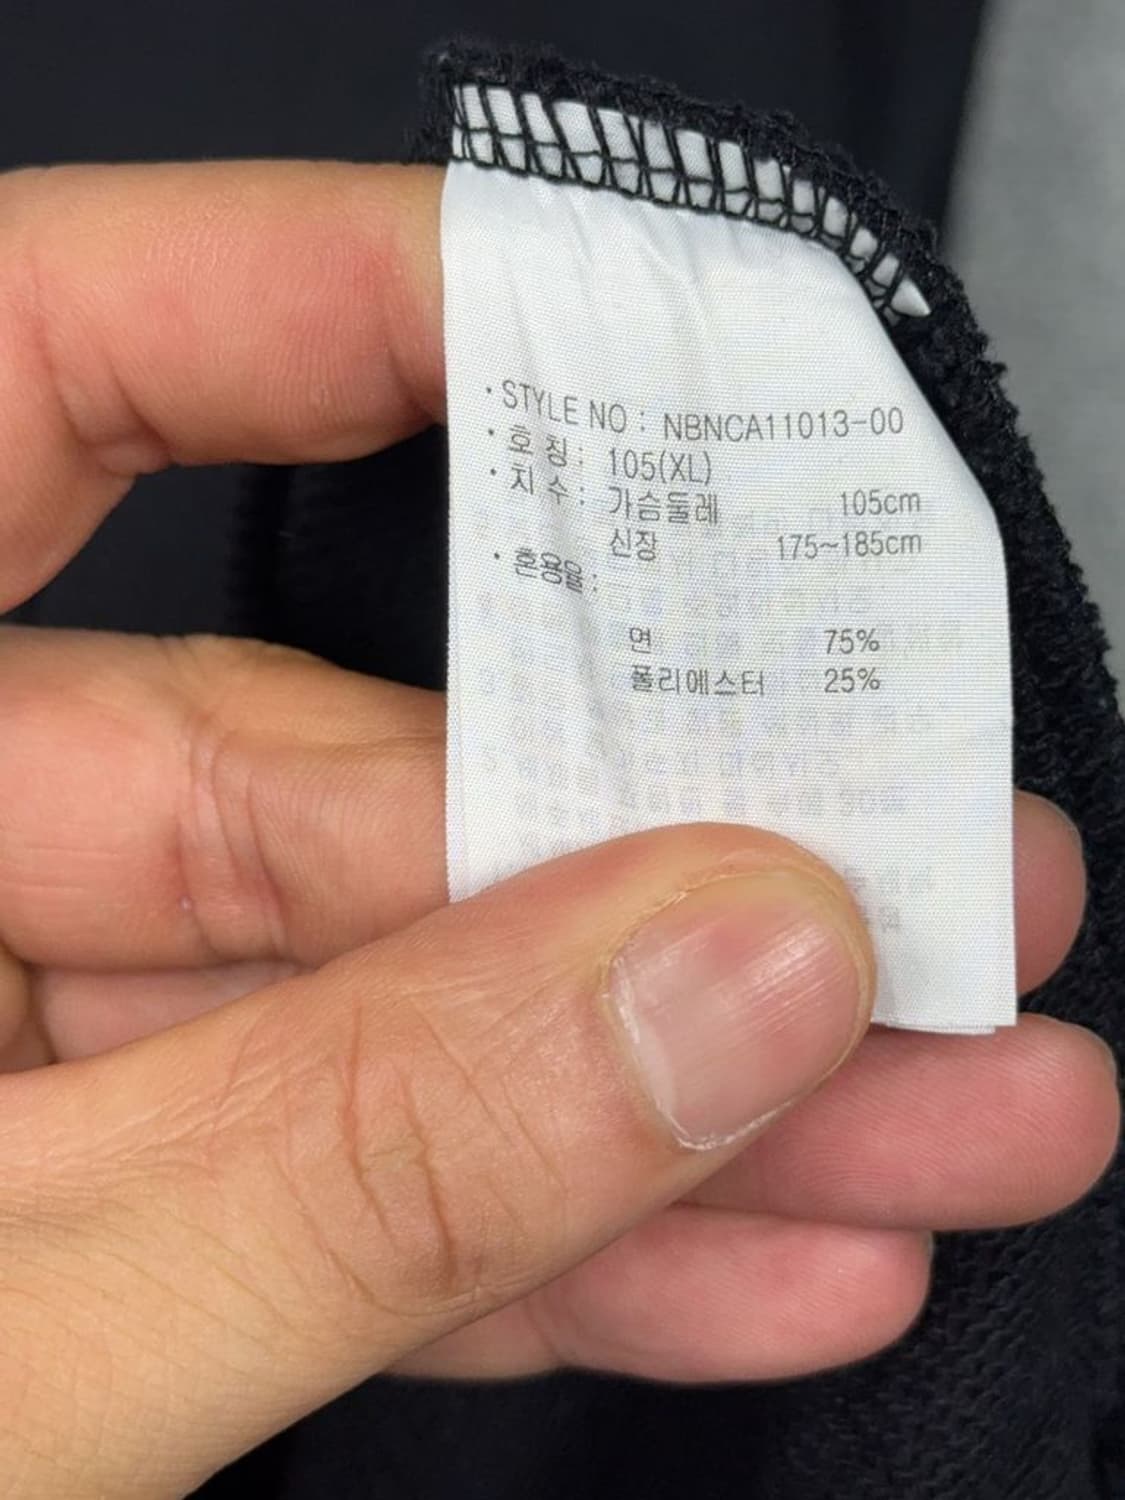 · STYLE NO : NBNCA11013-00
· 호 칭 : 105(XL)
· 치 수 : 가슴둘레 105cm
신장 175~185cm
· 혼용율 :
면 75%
폴리에스터 25%